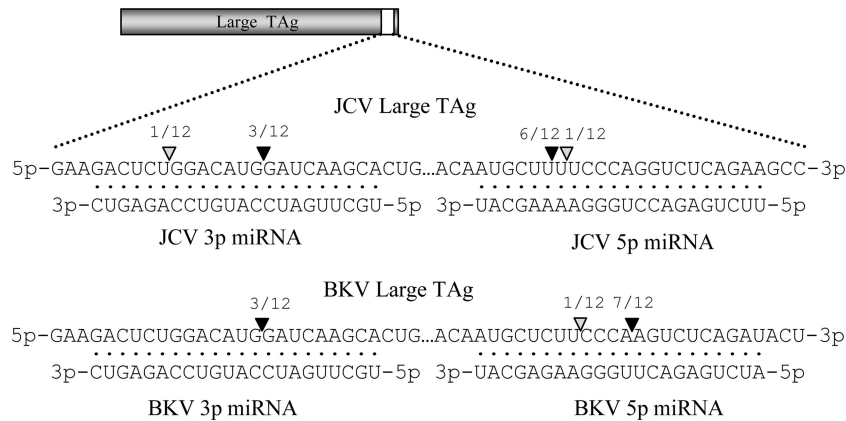 Large TAg
JCV Large TAg
1/12 3/12 6/12 1/12
5p-GAAGACUCUGGACAUGGAUCAAGCACUG…ACAAUGCUUUUCCCAGGUCUCAGAAGCC-3p
3p-CUGAGACCUGUACCUAGUUCGU-5p 3p-UACGAAAAGGGUCCAGAGUCUU-5p
JCV 3p miRNA JCV 5p miRNA
BKV Large TAg
3/12 1/12 7/12
5p-GAAGACUCUGGACAUGGAUCAAGCACUG…ACAAUGCUCUUCCCAAGUCUCAGAUACU-3p
3p-CUGAGACCUGUACCUAGUUCGU-5p 3p-UACGAGAAGGGUUCAGAGUCUA-5p
BKV 3p miRNA BKV 5p miRNA